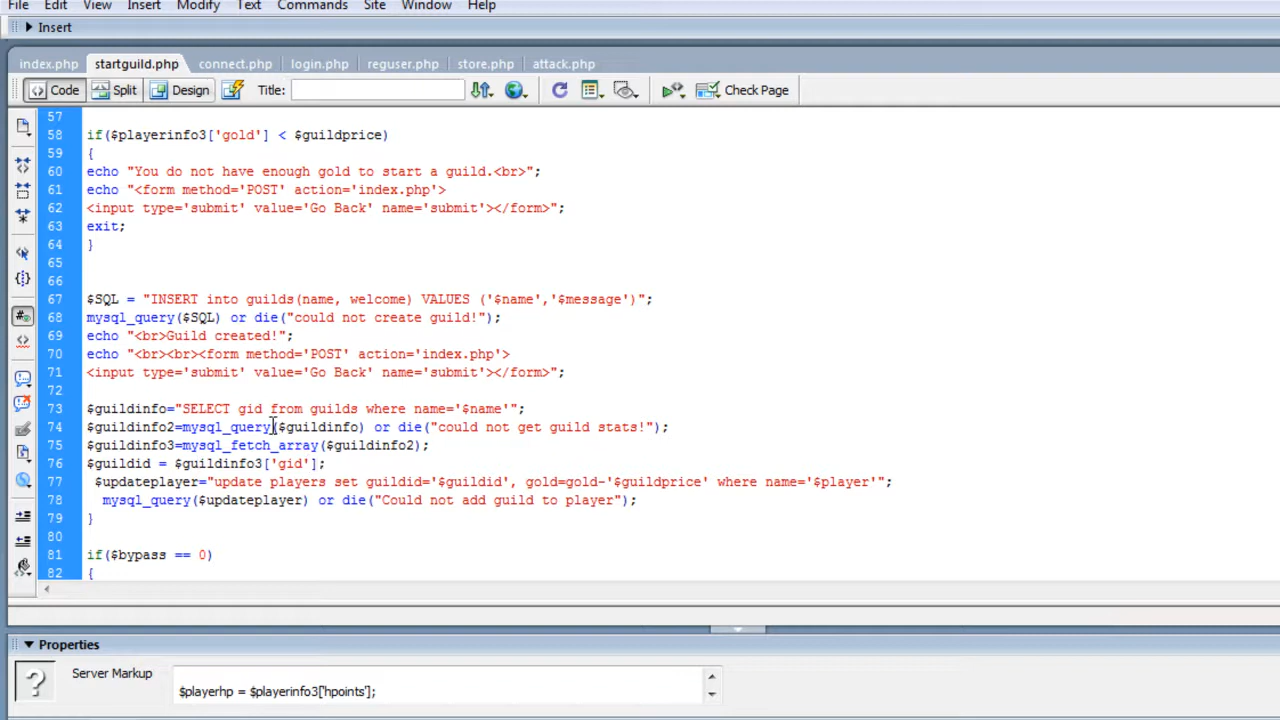 File Edit View Insert Modify Text Commands Site Window Help
Insert
index.php startguild.php connect.php login.php reguser.php store.php attack.php
Code Split Design Title: Check Page
57
58 if($playerinfo3['gold'] < $guildprice)
59 {
60 echo "You do not have enough gold to start a guild.<br>";
61 echo "<form method='POST' action='index.php'>
62 <input type='submit' value='Go Back' name='submit'></form>";
63 exit;
64 }
65
66
67 $SQL = "INSERT into guilds(name, welcome) VALUES ('$name','$message')";
68 mysql_query($SQL) or die("could not create guild!");
69 echo "<br>Guild created!";
70 echo "<br><br><form method='POST' action='index.php'>
71 <input type='submit' value='Go Back' name='submit'></form>";
72
73 $guildinfo="SELECT gid from guilds where name='$name'";
74 $guildinfo2=mysql_query($guildinfo) or die("could not get guild stats!");
75 $guildinfo3=mysql_fetch_array($guildinfo2);
76 $guildid = $guildinfo3['gid'];
77 $updateplayer="update players set guildid='$guildid', gold=gold-'$guildprice' where name='$player'";
78 mysql_query($updateplayer) or die("Could not add guild to player");
79 }
80
81 if($bypass == 0)
82 {
Properties
Server Markup
$playerhp = $playerinfo3['hpoints'];